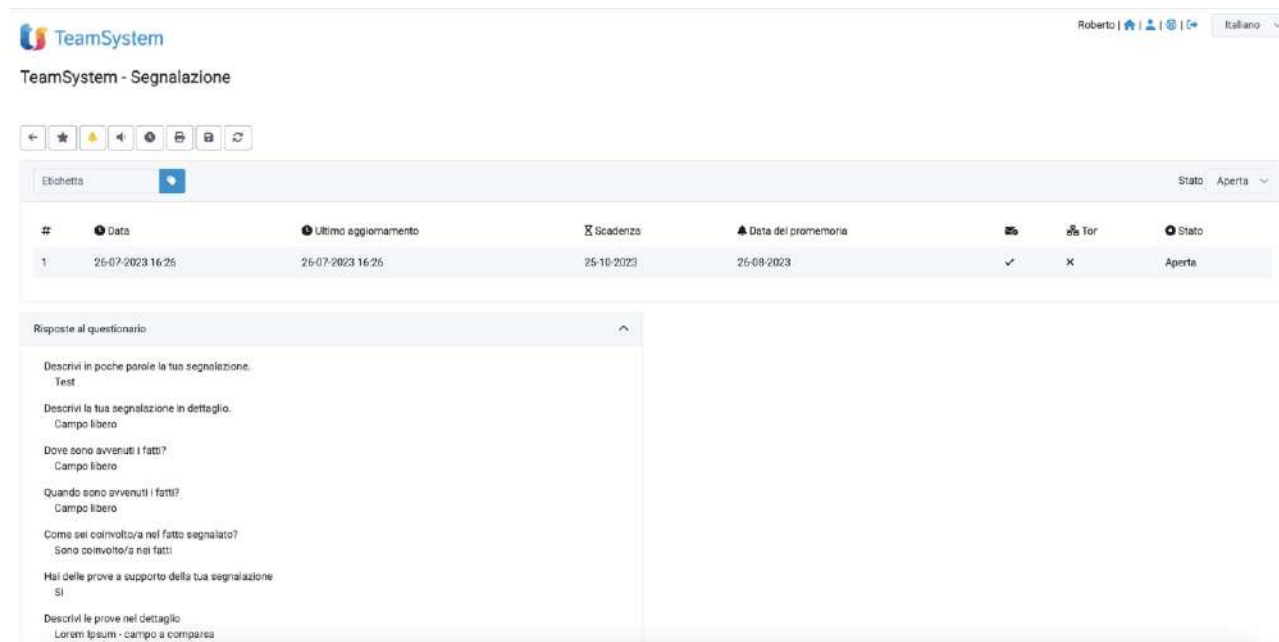 Roberto | | | | Italiano
TeamSystem
TeamSystem - Segnalazione
Etichetta Stato Aperta
# Data Ultimo aggiornamento Scadenza Data del promemoria Tor Stato
1 26-07-2023 16:26 26-07-2023 16:26 25-10-2023 26-08-2023 Aperta
Risposte al questionario
Descrivi in poche parole la tua segnalazione.
Test
Descrivi la tua segnalazione in dettaglio.
Campo libero
Dove sono avvenuti i fatti?
Campo libero
Quando sono avvenuti i fatti?
Campo libero
Come sei coinvolto/a nel fatto segnalato?
Sono coinvolto/a nei fatti
Hai delle prove a supporto della tua segnalazione
Sì
Descrivi le prove nel dettaglio
Lorem Ipsum - campo a comparsa